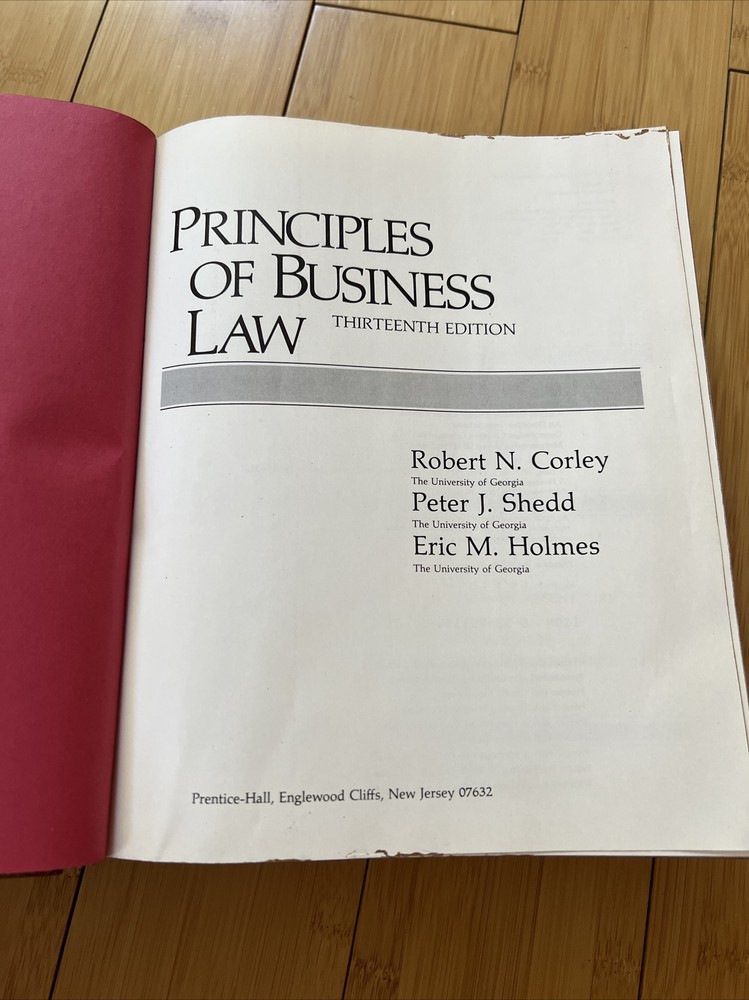 PRINCIPLES
OF BUSINESS
LAW THIRTEENTH EDITION
Robert N. Corley
The University of Georgia
Peter J. Shedd
The University of Georgia
Eric M. Holmes
The University of Georgia
Prentice-Hall, Englewood Cliffs, New Jersey 07632